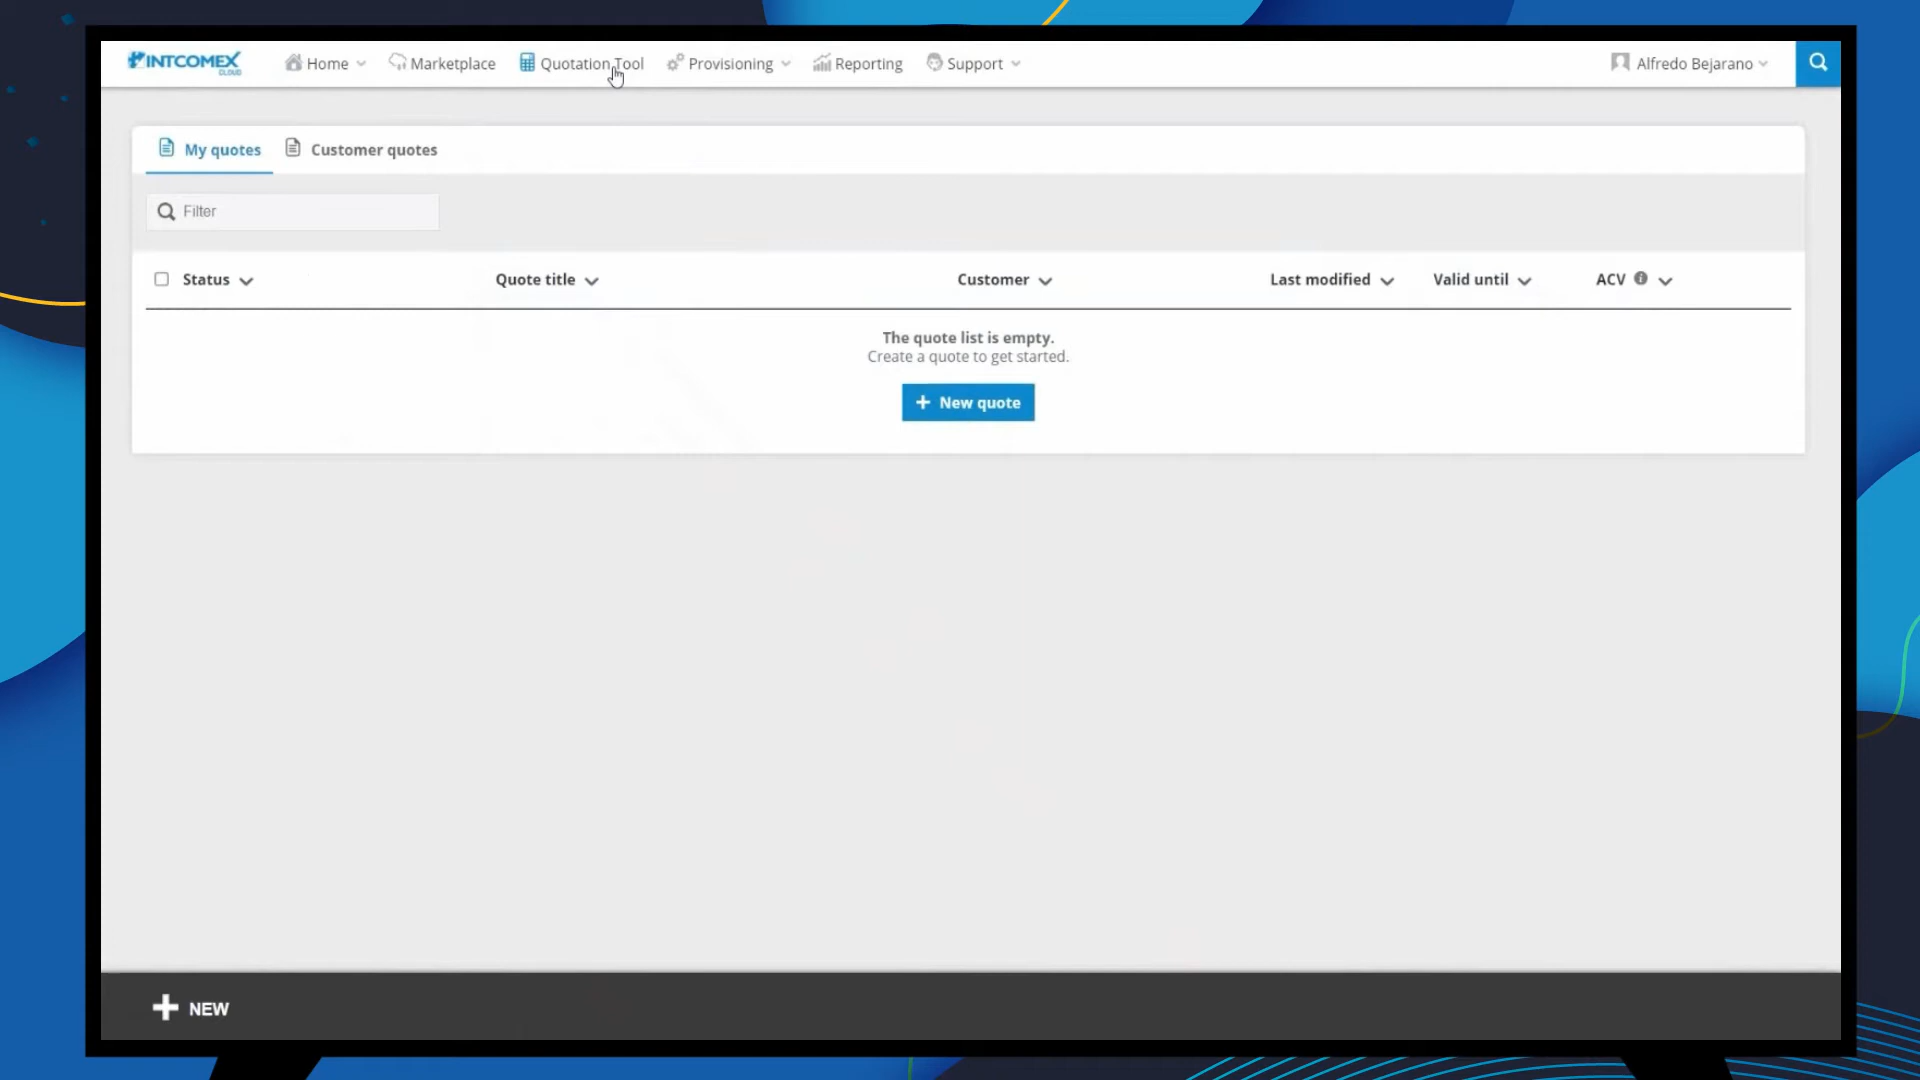 INTCOMEX
CLOUD
Home
Marketplace
Quotation Tool
Provisioning
Reporting
Support
Alfredo Bejarano
My quotes
Customer quotes
Filter
Status
Quote title
Customer
Last modified
Valid until
ACV
The quote list is empty.
Create a quote to get started.
+ New quote
+ NEW